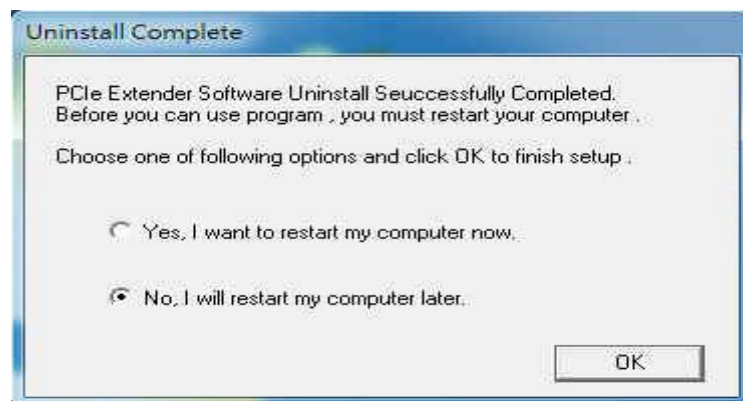 Uninstall Complete
PCIe Extender Software Uninstall Seuccessfully Completed.
Before you can use program , you must restart your computer .
Choose one of following options and click OK to finish setup .
Yes, I want to restart my computer now.
No, I will restart my computer later.
OK